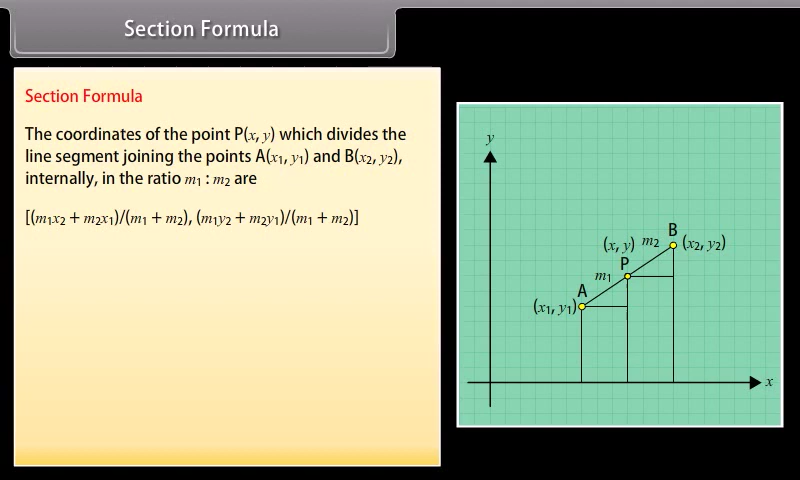 Section Formula
Section Formula
The coordinates of the point P(x, y) which divides the
line segment joining the points A(x₁, y₁) and B(x₂, y₂),
internally, in the ratio m₁ : m₂ are
[(m₁x₂ + m₂x₁)/(m₁ + m₂), (m₁y₂ + m₂y₁)/(m₁ + m₂)]
y
B
(x, y) m₂ (x₂, y₂)
P
m₁
A
(x₁, y₁)
x